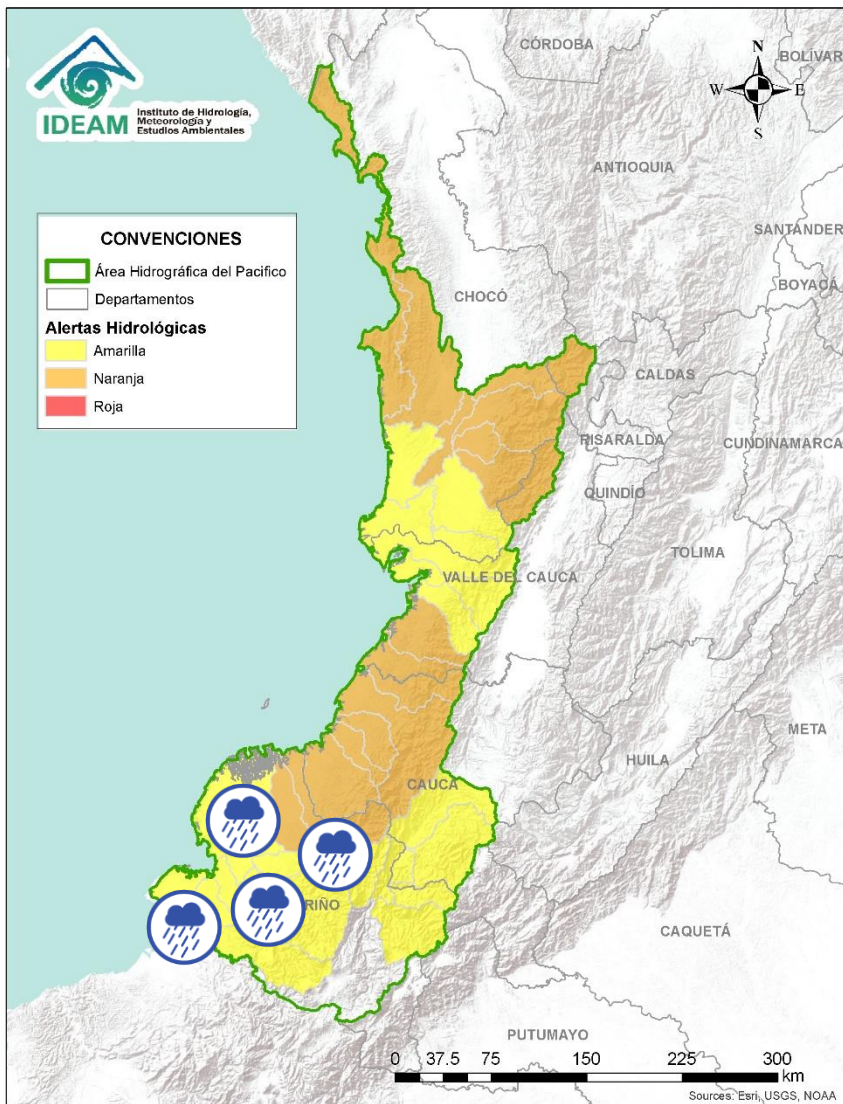 IDEAM
Instituto de Hidrología,
Meteorología y
Estudios Ambientales
CÓRDOBA
BOLÍVAR
N
W
E
S
ANTIOQUIA
SANTANDER
BOYACÁ
CONVENCIONES
Área Hidrográfica del Pacifico
Departamentos
Alertas Hidrológicas
Amarilla
Naranja
Roja
CHOCÓ
CALDAS
RISARALDA
CUNDINAMARCA
QUINDÍO
TOLIMA
VALLE DEL CAUCA
META
HUILA
CAUCA
RIÑO
CAQUETÁ
PUTUMAYO
0 37.5 75 150 225 300
km
Sources: Esri, USGS, NOAA